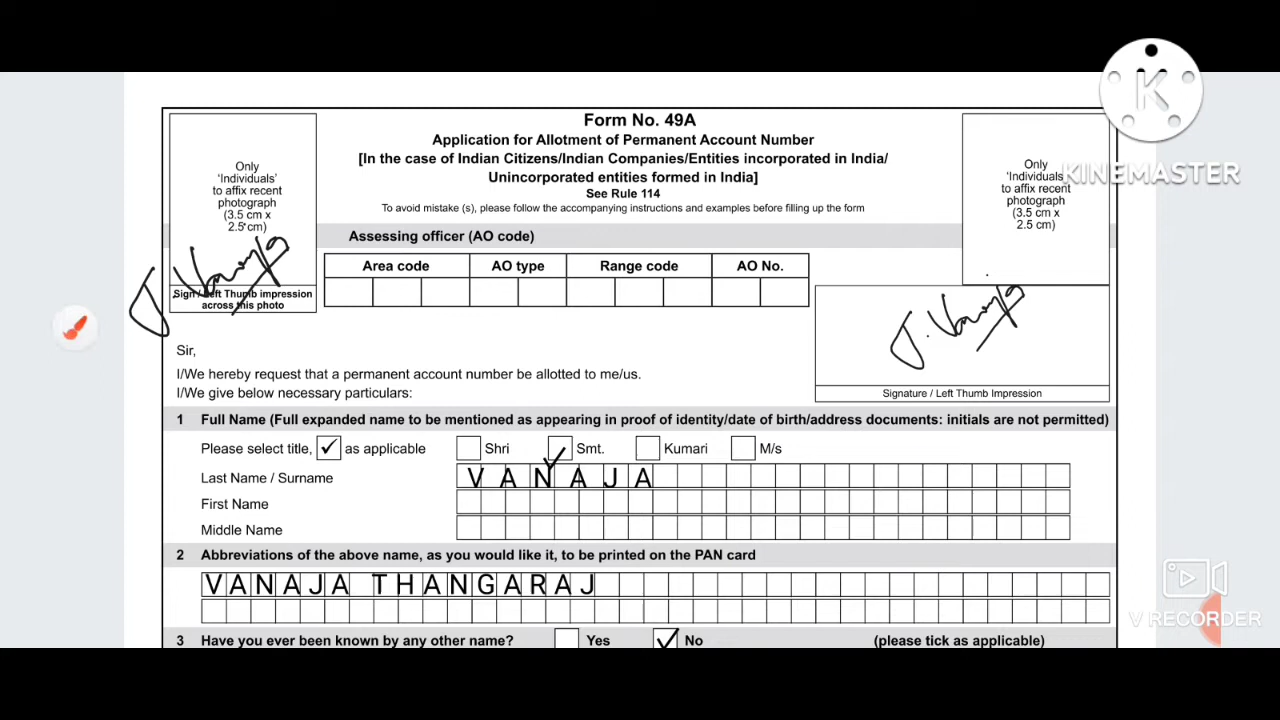 Form No. 49A
Application for Allotment of Permanent Account Number
[In the case of Indian Citizens/Indian Companies/Entities incorporated in India/
Unincorporated entities formed in India]
See Rule 114
To avoid mistake (s), please follow the accompanying instructions and examples before filling up the form
Only
‘Individuals’
to affix recent
photograph
(3.5 cm x
2.5 cm)
Sign / Left Thumb impression
across this photo
Only
‘Individuals
to affix recent
photograph
(3.5 cm x
2.5 cm)
K
KINEMASTER
Assessing officer (AO code)
Area code AO type Range code AO No.
J. Vanaja
J. Vanaja
Signature / Left Thumb Impression
Sir,
I/We hereby request that a permanent account number be allotted to me/us.
I/We give below necessary particulars:
1 Full Name (Full expanded name to be mentioned as appearing in proof of identity/date of birth/address documents: initials are not permitted)
Please select title, ✓ as applicable Shri Smt. ✓ Kumari M/s
Last Name / Surname VANAJA
First Name
Middle Name
2 Abbreviations of the above name, as you would like it, to be printed on the PAN card
VANAJA THANGARAJ
3 Have you ever been known by any other name? Yes ✓ No (please tick as applicable)
V RECORDER